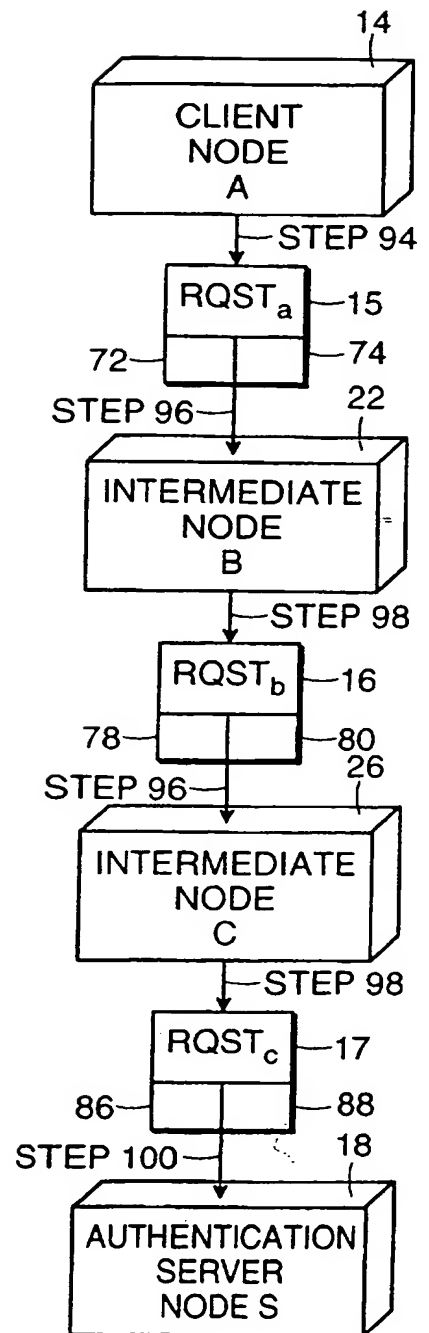 14
CLIENT
NODE
A
STEP 94
RQSTa
15
72
74
STEP 96
22
INTERMEDIATE
NODE
B
STEP 98
RQSTb
16
78
80
STEP 96
26
INTERMEDIATE
NODE
C
STEP 98
RQSTc
17
86
88
STEP 100
18
AUTHENTICATION
SERVER
NODE S